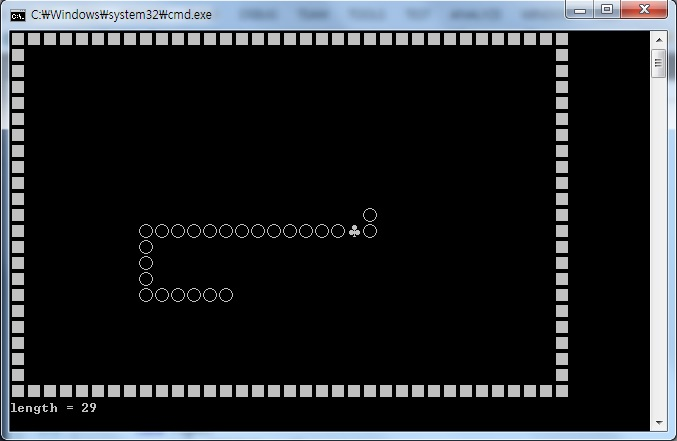 C:₩Windows₩system32₩cmd.exe
length = 29